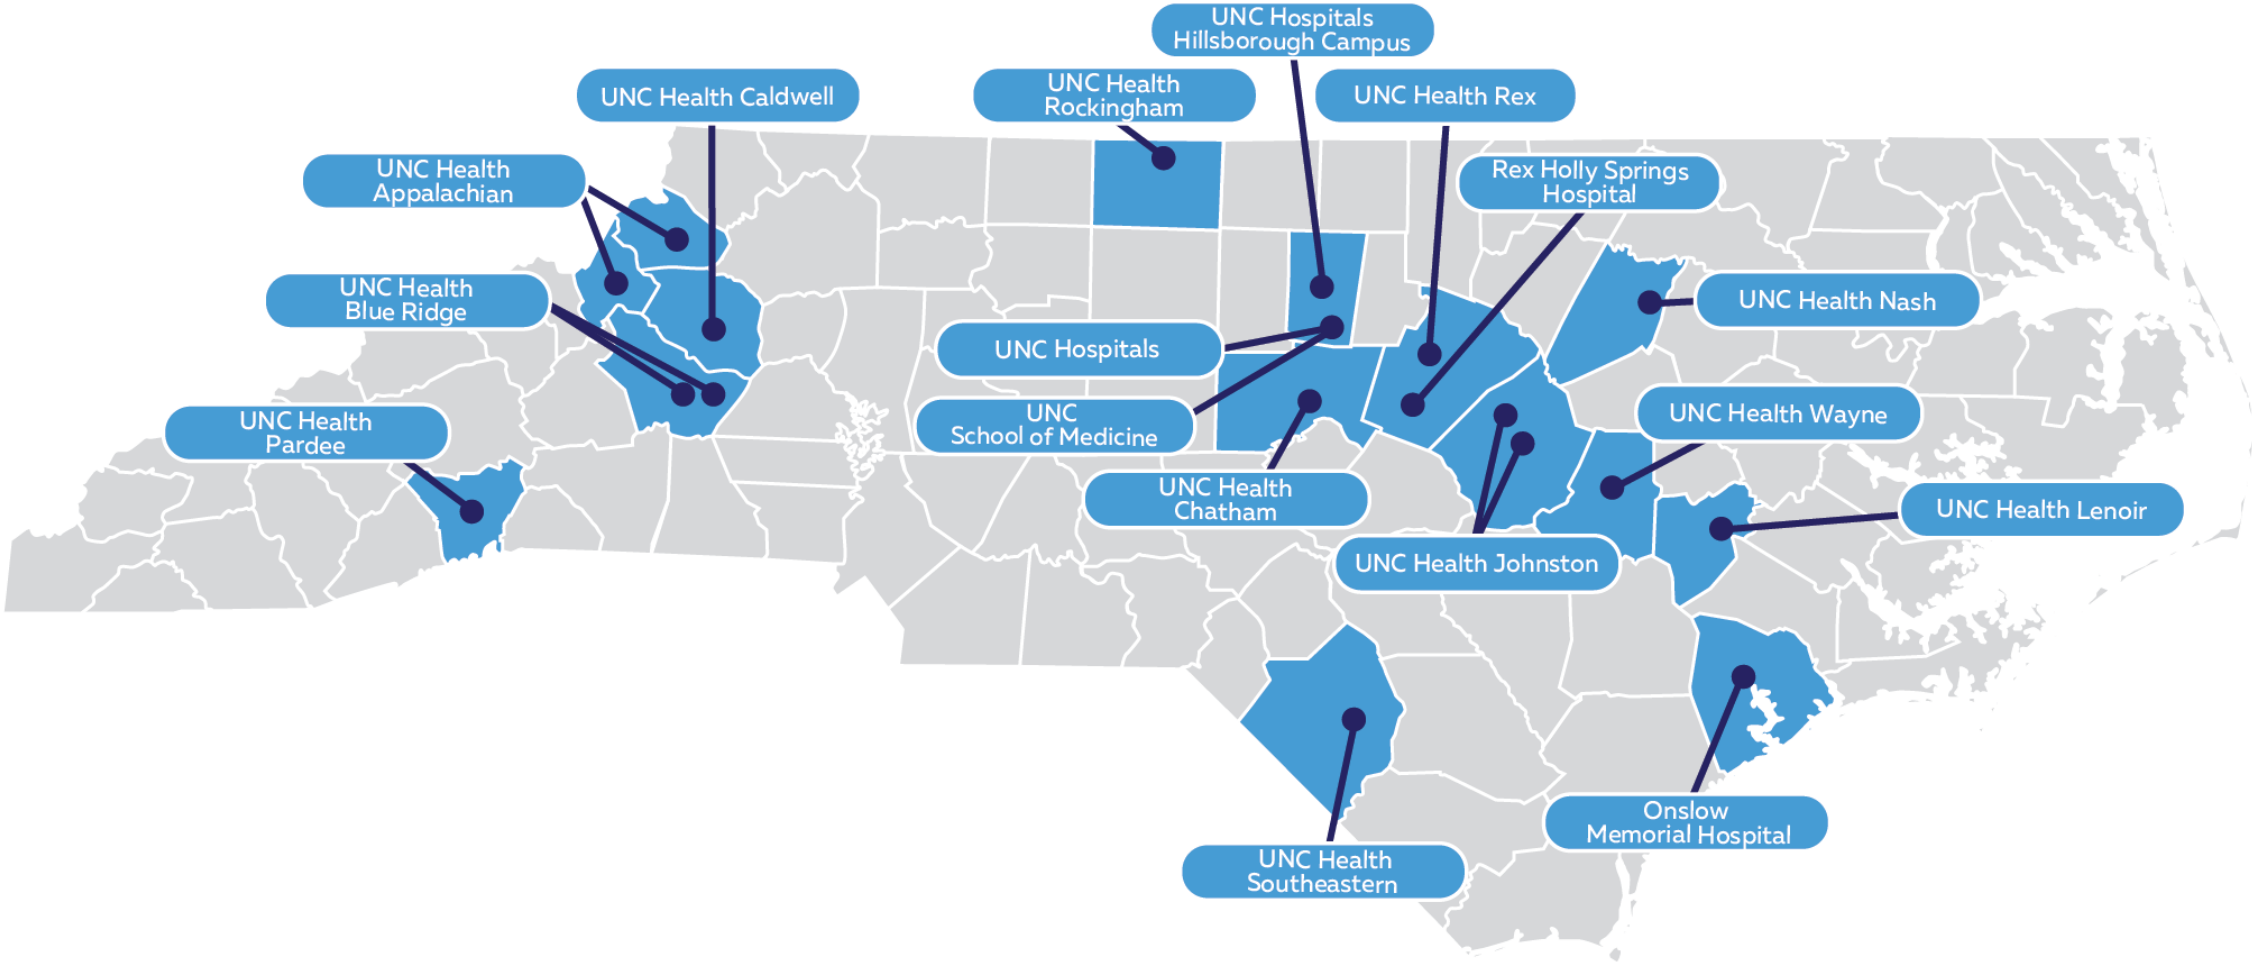 UNC Hospitals
Hillsborough Campus
UNC Health Caldwell
UNC Health
Rockingham
UNC Health Rex
UNC Health
Appalachian
Rex Holly Springs
Hospital
UNC Health
Blue Ridge
UNC Health Nash
UNC Hospitals
UNC
School of Medicine
UNC Health Wayne
UNC Health
Pardee
UNC Health
Chatham
UNC Health Lenoir
UNC Health Johnston
Onslow
Memorial Hospital
UNC Health
Southeastern